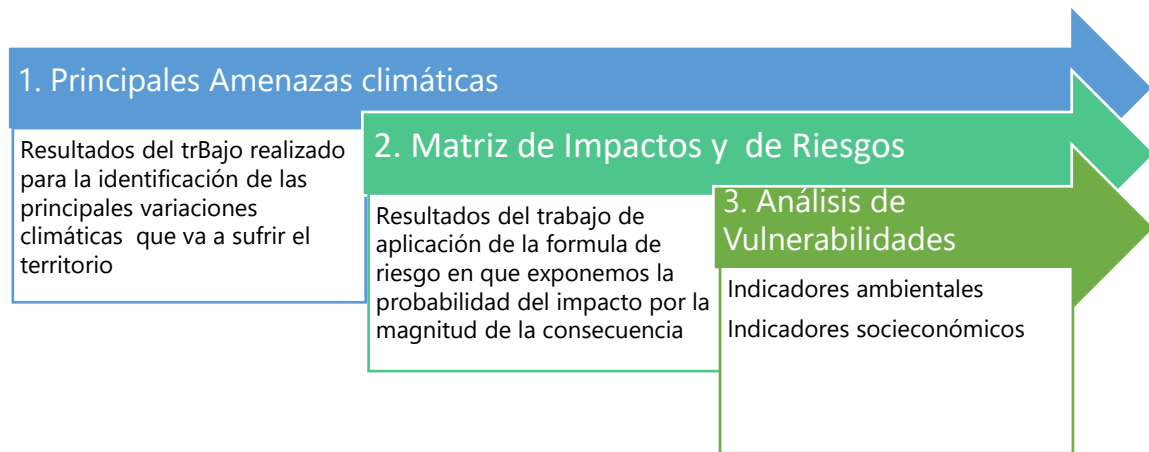 1. Principales Amenazas climáticas
Resultados del trBajo realizado
para la identificación de las
principales variaciones
climáticas que va a sufrir el
territorio
2. Matriz de Impactos y de Riesgos
Resultados del trabajo de
aplicación de la formula de
riesgo en que exponemos la
probabilidad del impacto por la
magnitud de la consecuencia
3. Análisis de
Vulnerabilidades
Indicadores ambientales
Indicadores socieconómicos